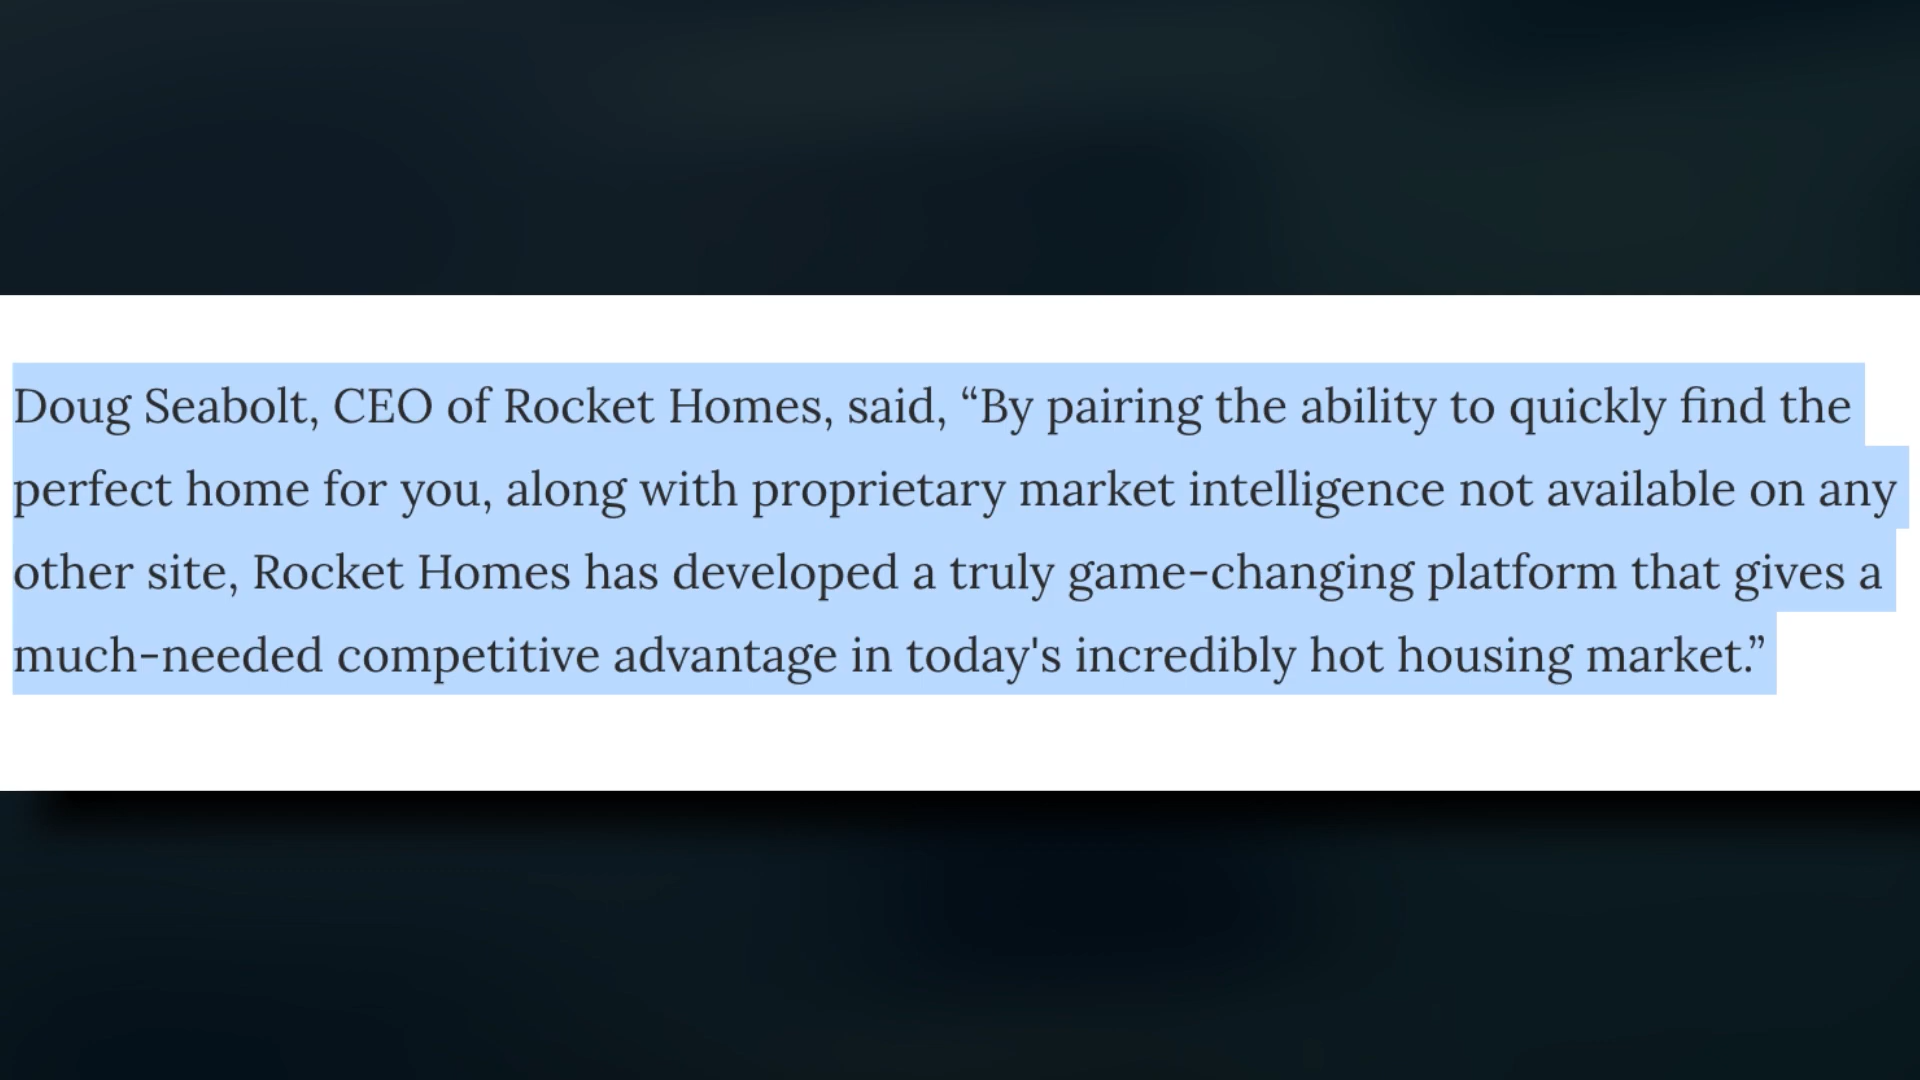 Doug Seabolt, CEO of Rocket Homes, said, “By pairing the ability to quickly find the
perfect home for you, along with proprietary market intelligence not available on any
other site, Rocket Homes has developed a truly game-changing platform that gives a
much-needed competitive advantage in today's incredibly hot housing market.”